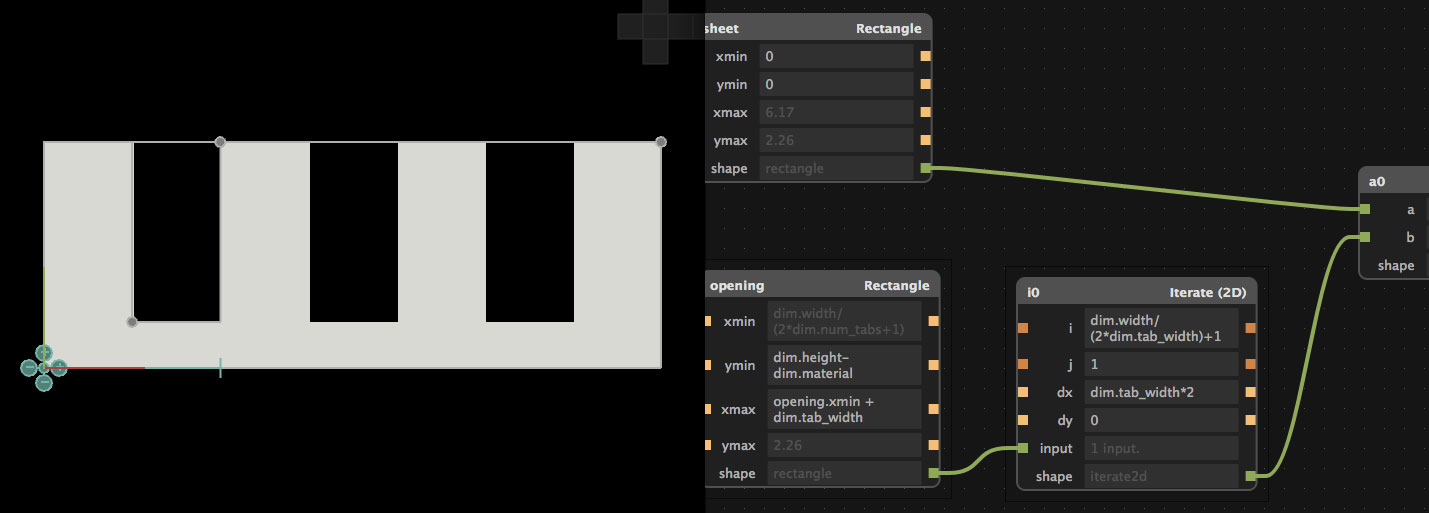 sheet Rectangle
xmin 0
ymin 0
xmax 6.17
ymax 2.26
shape rectangle
a0
a
b
shape
opening Rectangle
xmin dim.width/
(2*dim.num_tabs+1)
ymin dim.height-
dim.material
xmax opening.xmin +
dim.tab_width
ymax 2.26
shape rectangle
i0 Iterate (2D)
i dim.width/
(2*dim.tab_width)+1
j 1
dx dim.tab_width*2
dy 0
input 1 input.
shape iterate2d